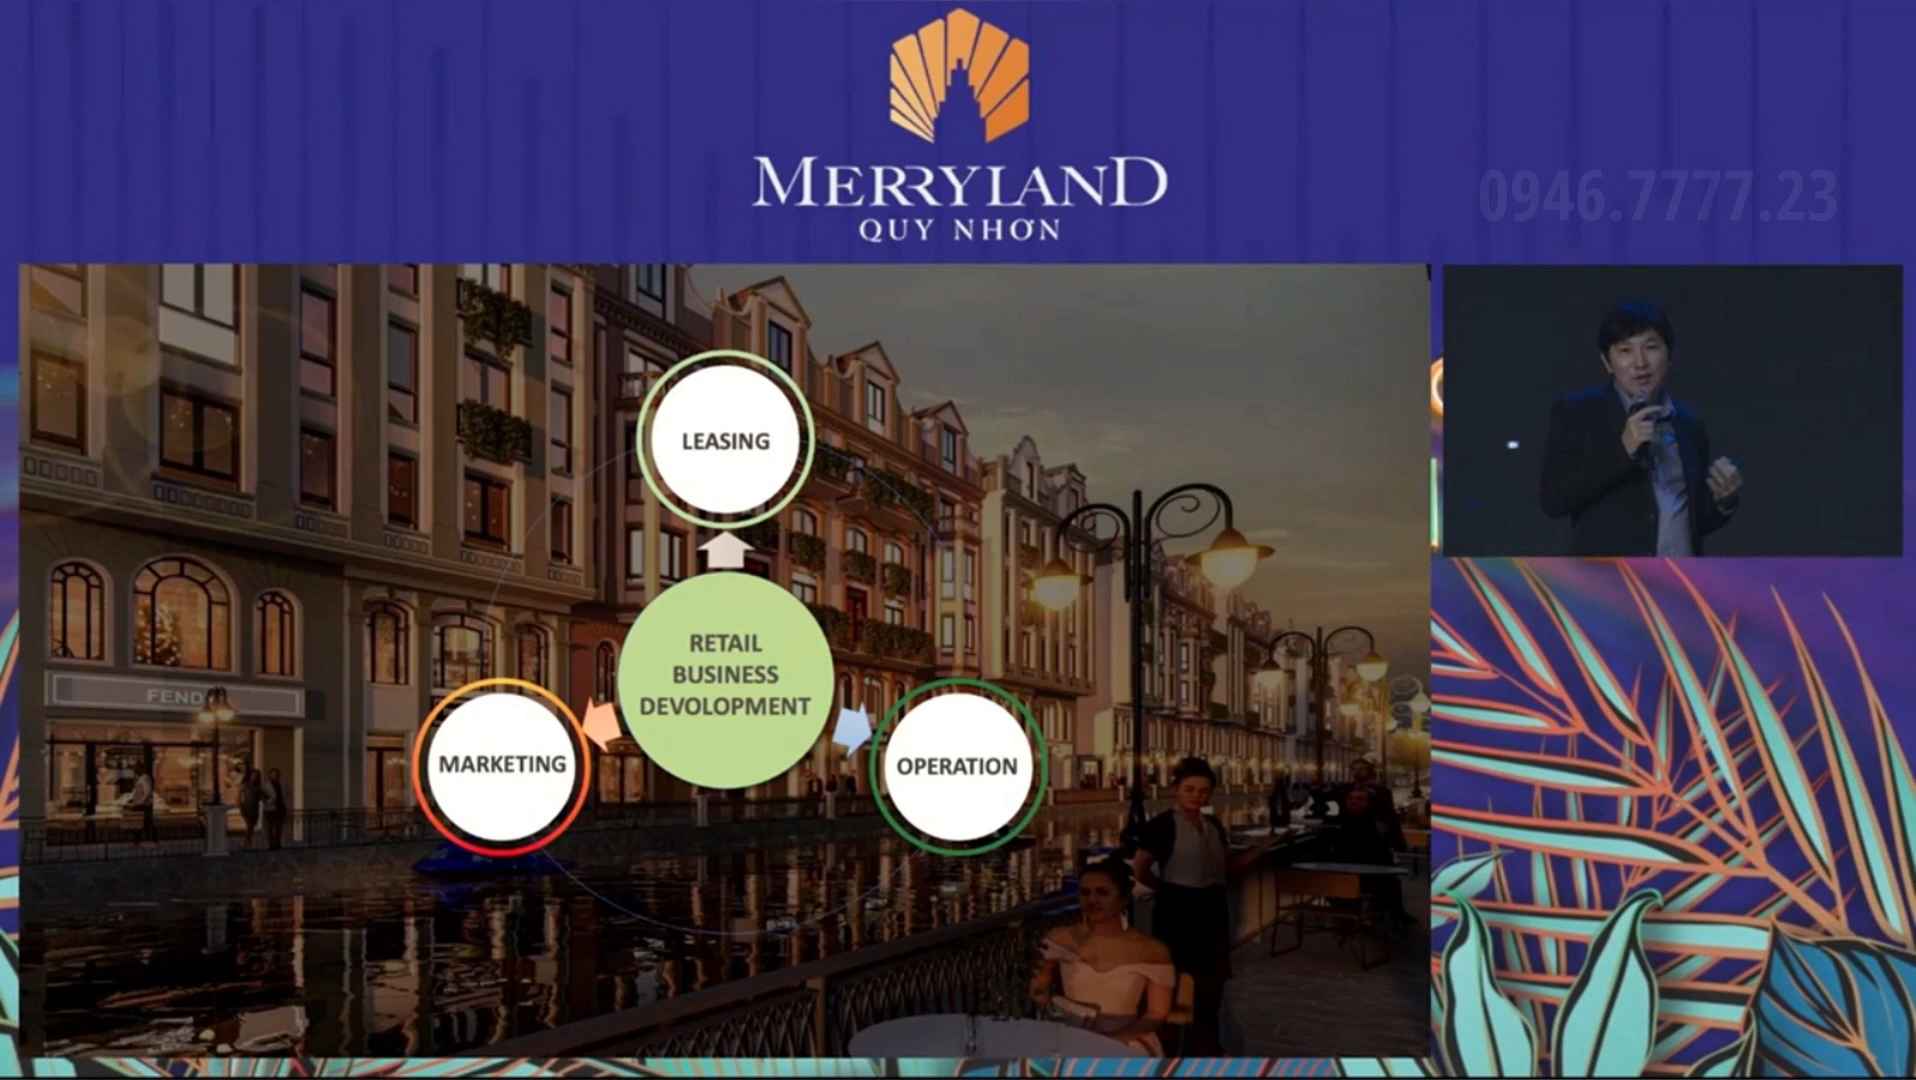 MERRYLAND
QUY NHƠN
0946.7777.23
LEASING
RETAIL
BUSINESS
DEVOLOPMENT
FENDI
MARKETING
OPERATION